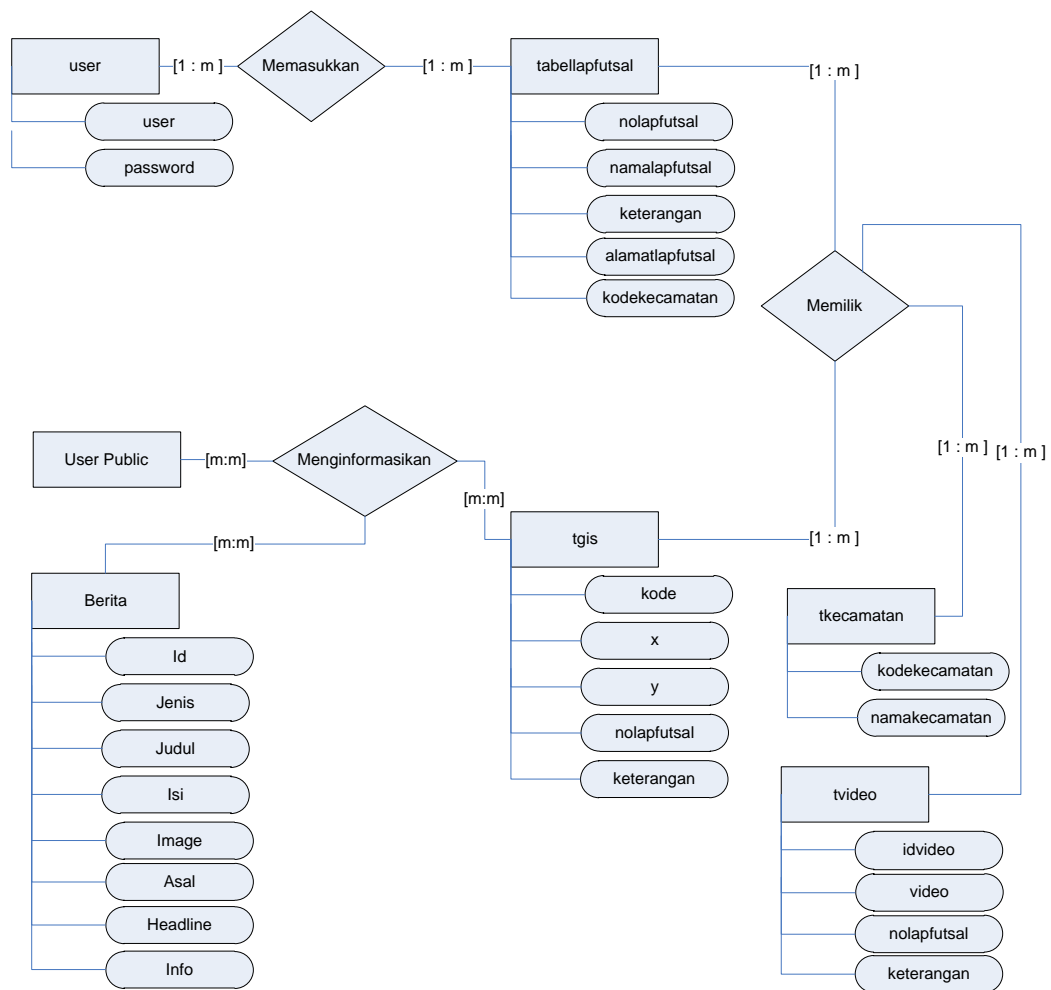 user
[1 : m ]
Memasukkan
[1 : m ]
tabellapfutsal
[1 : m ]
user
password
nolapfutsal
namalapfutsal
keterangan
alamatlapfutsal
kodekecamatan
Memilik
User Public
[m:m]
Menginformasikan
[m:m]
[m:m]
[1 : m ]
[1 : m ]
tgis
[1 : m ]
Berita
Id
Jenis
Judul
Isi
Image
Asal
Headline
Info
kode
x
y
nolapfutsal
keterangan
tkecamatan
kodekecamatan
namakecamatan
tvideo
idvideo
video
nolapfutsal
keterangan